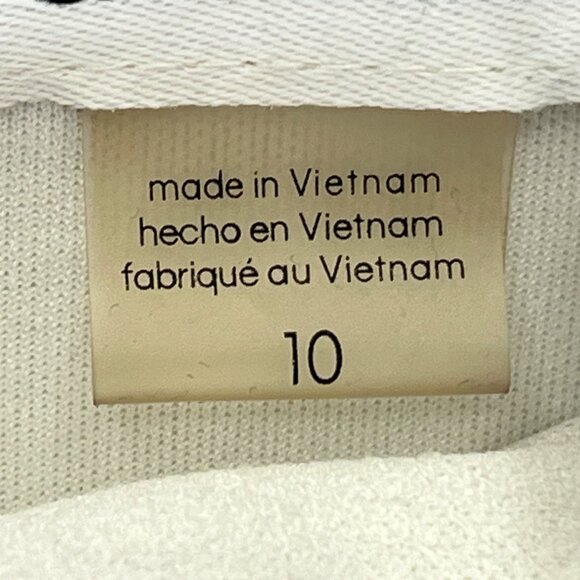 made in Vietnam
hecho en Vietnam
fabriqué au Vietnam
10